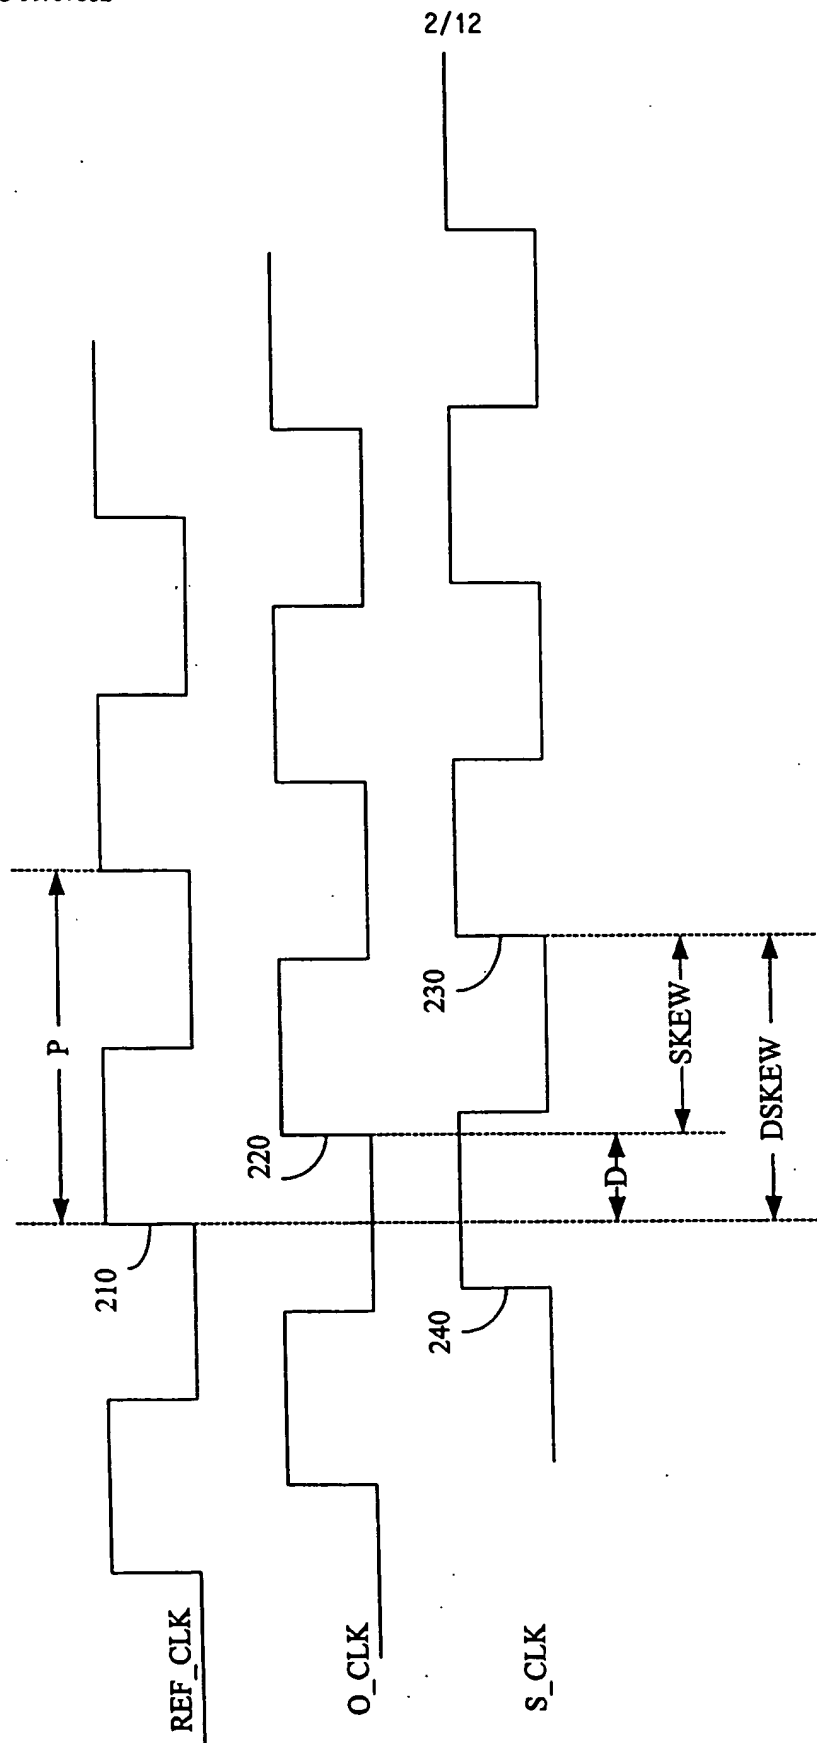 2/12
REF_CLK
210
P
O_CLK
220
S_CLK
240
230
D
SKEW
DSKEW